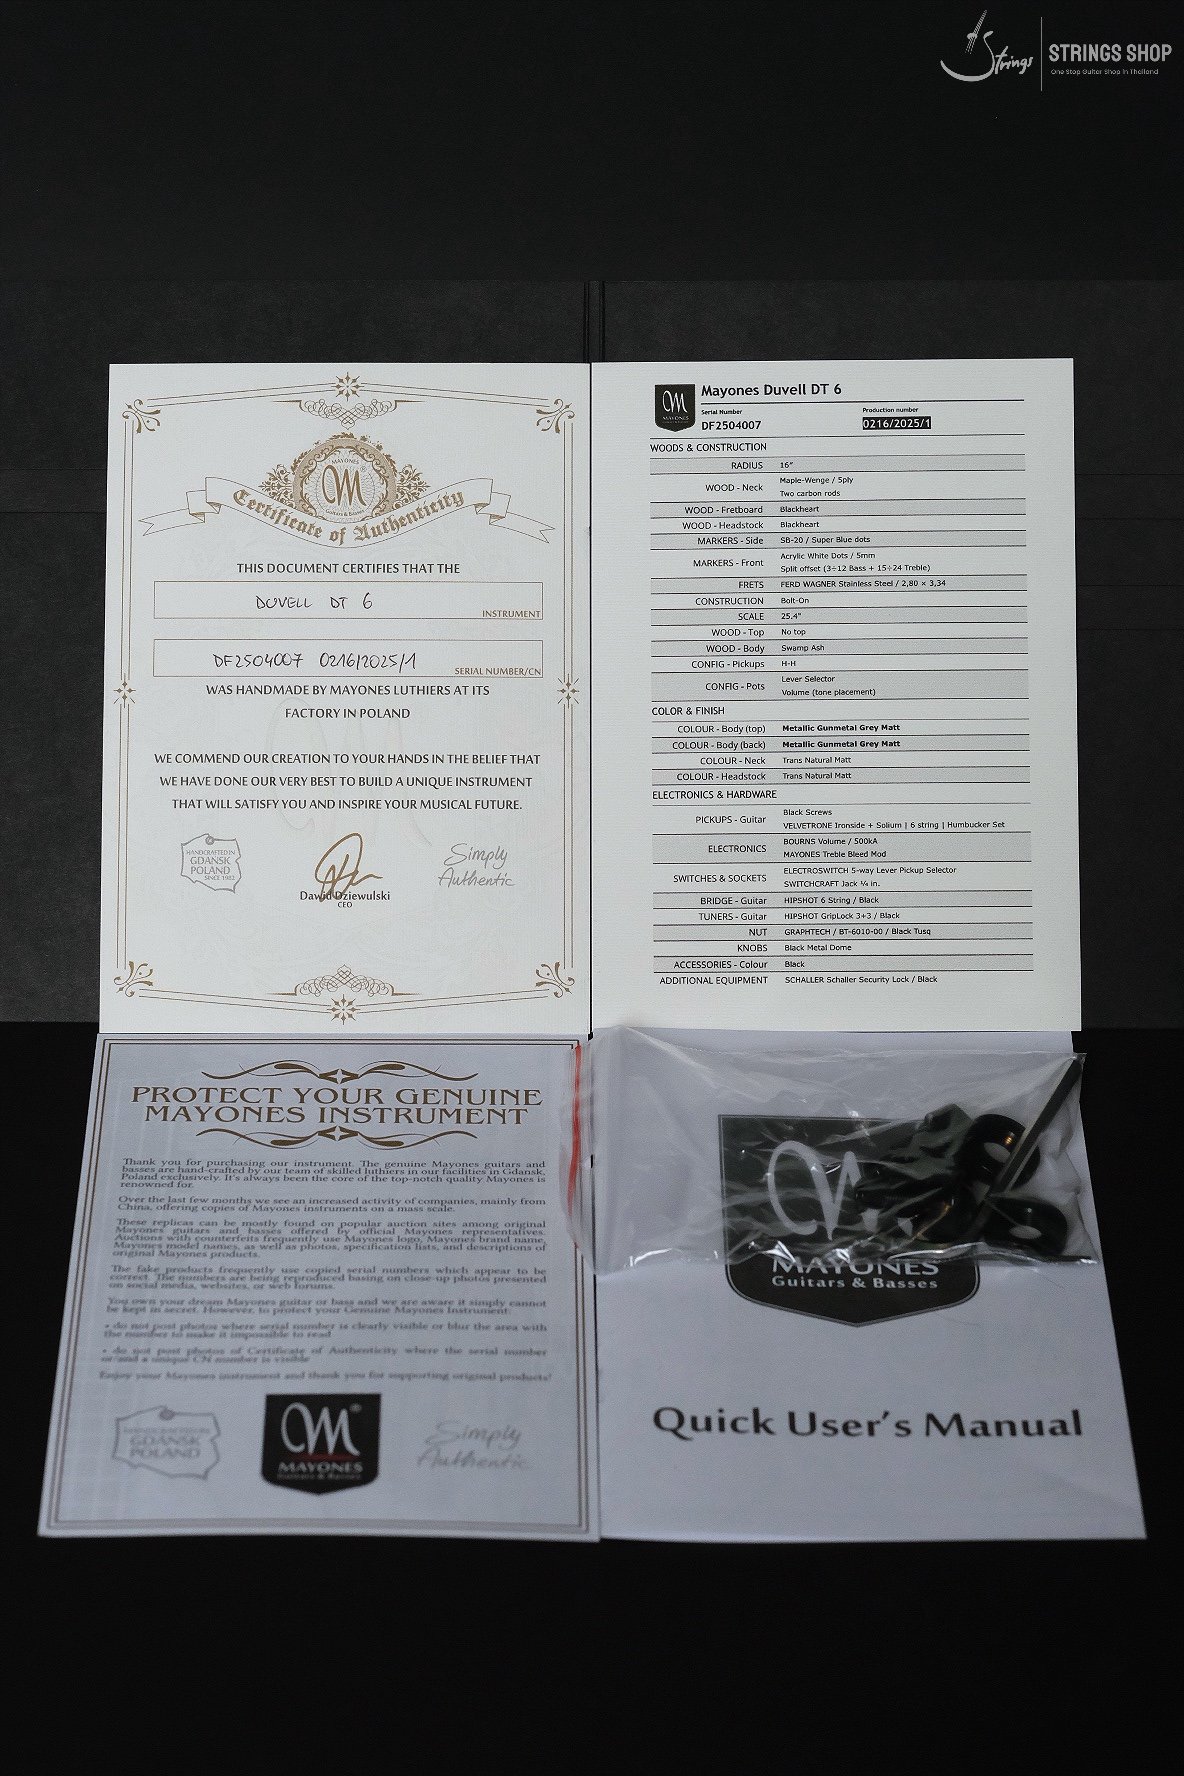 Strings
STRINGS SHOP
One Stop Guitar Shop in Thailand
MAYONES
Guitars & Basses
Certificate of Authenticity
THIS DOCUMENT CERTIFIES THAT THE
DUVELL DT 6
INSTRUMENT
DF2504007 0216/2025/1
SERIAL NUMBER/CN
WAS HANDMADE BY MAYONES LUTHIERS AT ITS
FACTORY IN POLAND
WE COMMEND OUR CREATION TO YOUR HANDS IN THE BELIEF THAT
WE HAVE DONE OUR VERY BEST TO BUILD A UNIQUE INSTRUMENT
THAT WILL SATISFY YOU AND INSPIRE YOUR MUSICAL FUTURE.
HANDCRAFTED IN
GDANSK
POLAND
SINCE 1982
Dawid Dziewulski
CEO
Simply
Authentic
MAYONES
Mayones Duvell DT 6
Serial Number
Production number
DF2504007
0216/2025/1
WOODS & CONSTRUCTION
RADIUS 16"
WOOD - Neck Maple-Wenge / 5ply
Two carbon rods
WOOD - Fretboard Blackheart
WOOD - Headstock Blackheart
MARKERS - Side SB-20 / Super Blue dots
MARKERS - Front Acrylic White Dots / 5mm
Split offset (3÷12 Bass + 15÷24 Treble)
FRETS FERD WAGNER Stainless Steel / 2,80 × 3,34
CONSTRUCTION Bolt-On
SCALE 25.4"
WOOD - Top No top
WOOD - Body Swamp Ash
CONFIG - Pickups H-H
CONFIG - Pots Lever Selector
Volume (tone placement)
COLOR & FINISH
COLOUR - Body (top) Metallic Gunmetal Grey Matt
COLOUR - Body (back) Metallic Gunmetal Grey Matt
COLOUR - Neck Trans Natural Matt
COLOUR - Headstock Trans Natural Matt
ELECTRONICS & HARDWARE
PICKUPS - Guitar Black Screws
VELVETRONE Ironside + Solium | 6 string | Humbucker Set
ELECTRONICS BOURNS Volume / 500kA
MAYONES Treble Bleed Mod
SWITCHES & SOCKETS ELECTROSWITCH 5-way Lever Pickup Selector
SWITCHCRAFT Jack ¼ in.
BRIDGE - Guitar HIPSHOT 6 String / Black
TUNERS - Guitar HIPSHOT GripLock 3+3 / Black
NUT GRAPHTECH / BT-6010-00 / Black Tusq
KNOBS Black Metal Dome
ACCESSORIES - Colour Black
ADDITIONAL EQUIPMENT SCHALLER Schaller Security Lock / Black
PROTECT YOUR GENUINE
MAYONES INSTRUMENT
Thank you for purchasing our instrument. The genuine Mayones guitars and
basses are hand-crafted by our team of skilled luthiers in our facilities in Gdansk,
Poland exclusively. It's always been the core of the top-notch quality Mayones is
renowned for.
Over the last few months we see an increased activity of companies, mainly from
China, offering copies of Mayones instruments on a mass scale.
These replicas can be mostly found on popular auction sites among original
Mayones guitars and basses offered by official Mayones representatives.
Auctions with counterfeits frequently use Mayones logo, Mayones brand name,
Mayones model names, as well as photos, specification lists, and descriptions of
original Mayones products.
The fake products frequently use copied serial numbers which appear to be
correct. The numbers are being reproduced basing on close-up photos presented
on social media, websites, or web forums.
You own your dream Mayones guitar or bass and we are aware it simply cannot
be kept in secret. However, to protect your Genuine Mayones Instrument:
• do not post photos where serial number is clearly visible or blur the area with
the number to make it impossible to read
• do not post photos of Certificate of Authenticity where the serial number
or/and a unique CN number is visible
Enjoy your Mayones instrument and thank you for supporting original products!
HANDCRAFTED IN
GDANSK
POLAND
MAYONES
Guitars & Basses
Simply
Authentic
MAYONES
Guitars & Basses
Quick User's Manual